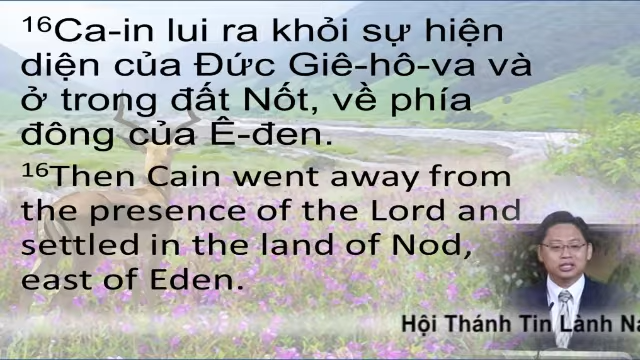 16Ca-in lui ra khỏi sự hiện
diện của Đức Giê-hô-va và
ở trong đất Nốt, về phía
đông của Ê-đen.
16Then Cain went away from
the presence of the Lord and
settled in the land of Nod,
east of Eden.
Hội Thánh Tin Lành Na